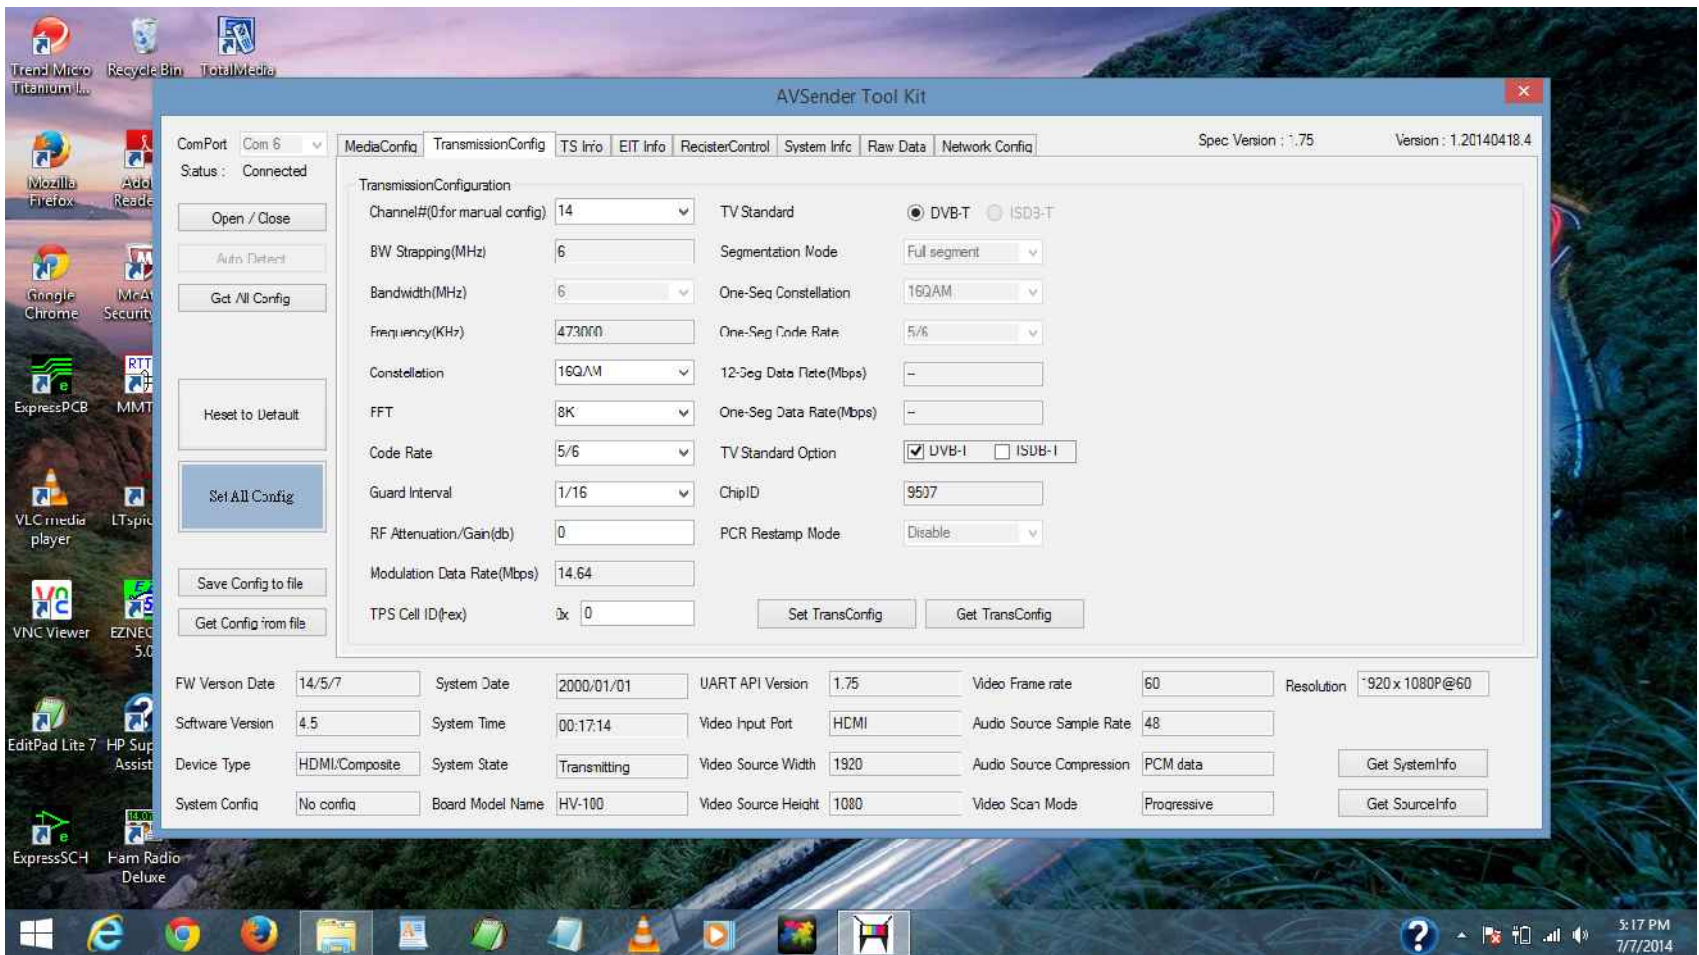 Trend Micro Titanium I...
Recycle Bin
TotalMedia
Mozilla Firefox
Google Chrome
ExpressPCB
VLC media player
VNC Viewer
EditPad Lite 7
ExpressSCH
Ham Radio Deluxe
AVSender Tool Kit
ComPort Com 6
Status : Connected
Open / Close
Auto Detect
Get All Config
Reset to Default
Set All Config
Save Config to file
Get Config from file
MediaConfig TransmissionConfig TS Info EIT Info RegisterControl System Info Raw Data Network Config
Spec Version : 1.75 Version : 1.20140418.4
TransmissionConfiguration
Channel#(0:for manual config) 14 TV Standard DVB-T ISDB-T
BW Strapping(MHz) 6 Segmentation Mode Full segment
Bandwidth(MHz) 6 One-Seg Constellation 16QAM
Frequency(KHz) 473000 One-Seg Code Rate 5/6
Constellation 16QAM 12-Seg Data Rate(Mbps) --
FFT 8K One-Seg Data Rate(Mbps) --
Code Rate 5/6 TV Standard Option DVB-T ISDB-T
Guard Interval 1/16 ChipID 9507
RF Attenuation/Gain(db) 0 PCR Restamp Mode Disable
Modulation Data Rate(Mbps) 14.64
TPS Cell ID(hex) 0x 0 Set TransConfig Get TransConfig
FW Version Date 14/5/7 System Date 2000/01/01 UART API Version 1.75 Video Frame rate 60 Resolution 1920 x 1080P@60
Software Version 4.5 System Time 00:17:14 Video Input Port HDMI Audio Source Sample Rate 48
Device Type HDMI/Composite System State Transmitting Video Source Width 1920 Audio Source Compression PCM data Get SystemInfo
System Config No config Board Model Name HV-100 Video Source Height 1080 Video Scan Mode Progressive Get SourceInfo
5:17 PM
7/7/2014